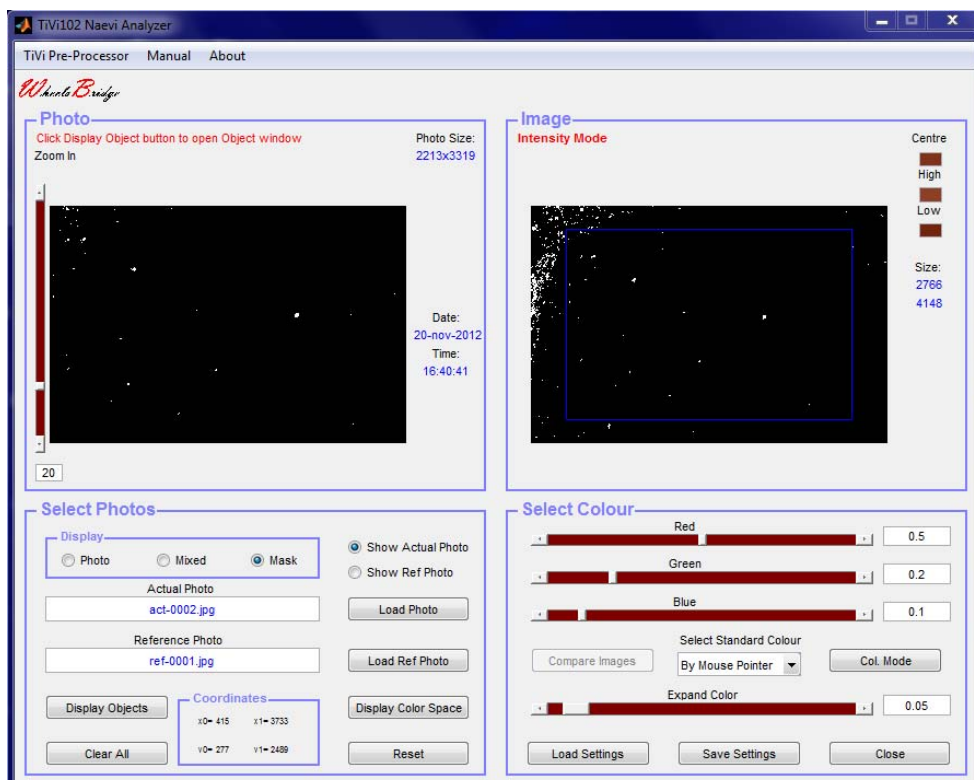 TiVi102 Naevi Analyzer
TiVi Pre-Processor Manual About
Wheels Bridge
Photo
Click Display Object button to open Object window
Zoom In
Photo Size:
2213x3319
Date:
20-nov-2012
Time:
16:40:41
20
Image
Intensity Mode
Centre
High
Low
Size:
2766
4148
Select Photos
Display
Photo Mixed Mask
Show Actual Photo
Show Ref Photo
Actual Photo
act-0002.jpg
Load Photo
Reference Photo
ref-0001.jpg
Load Ref Photo
Display Objects
Coordinates
x0= 415 x1= 3733
y0= 277 y1= 2489
Display Color Space
Clear All
Reset
Select Colour
Red
0.5
Green
0.2
Blue
0.1
Select Standard Colour
Compare Images
By Mouse Pointer
Col. Mode
Expand Color
0.05
Load Settings
Save Settings
Close